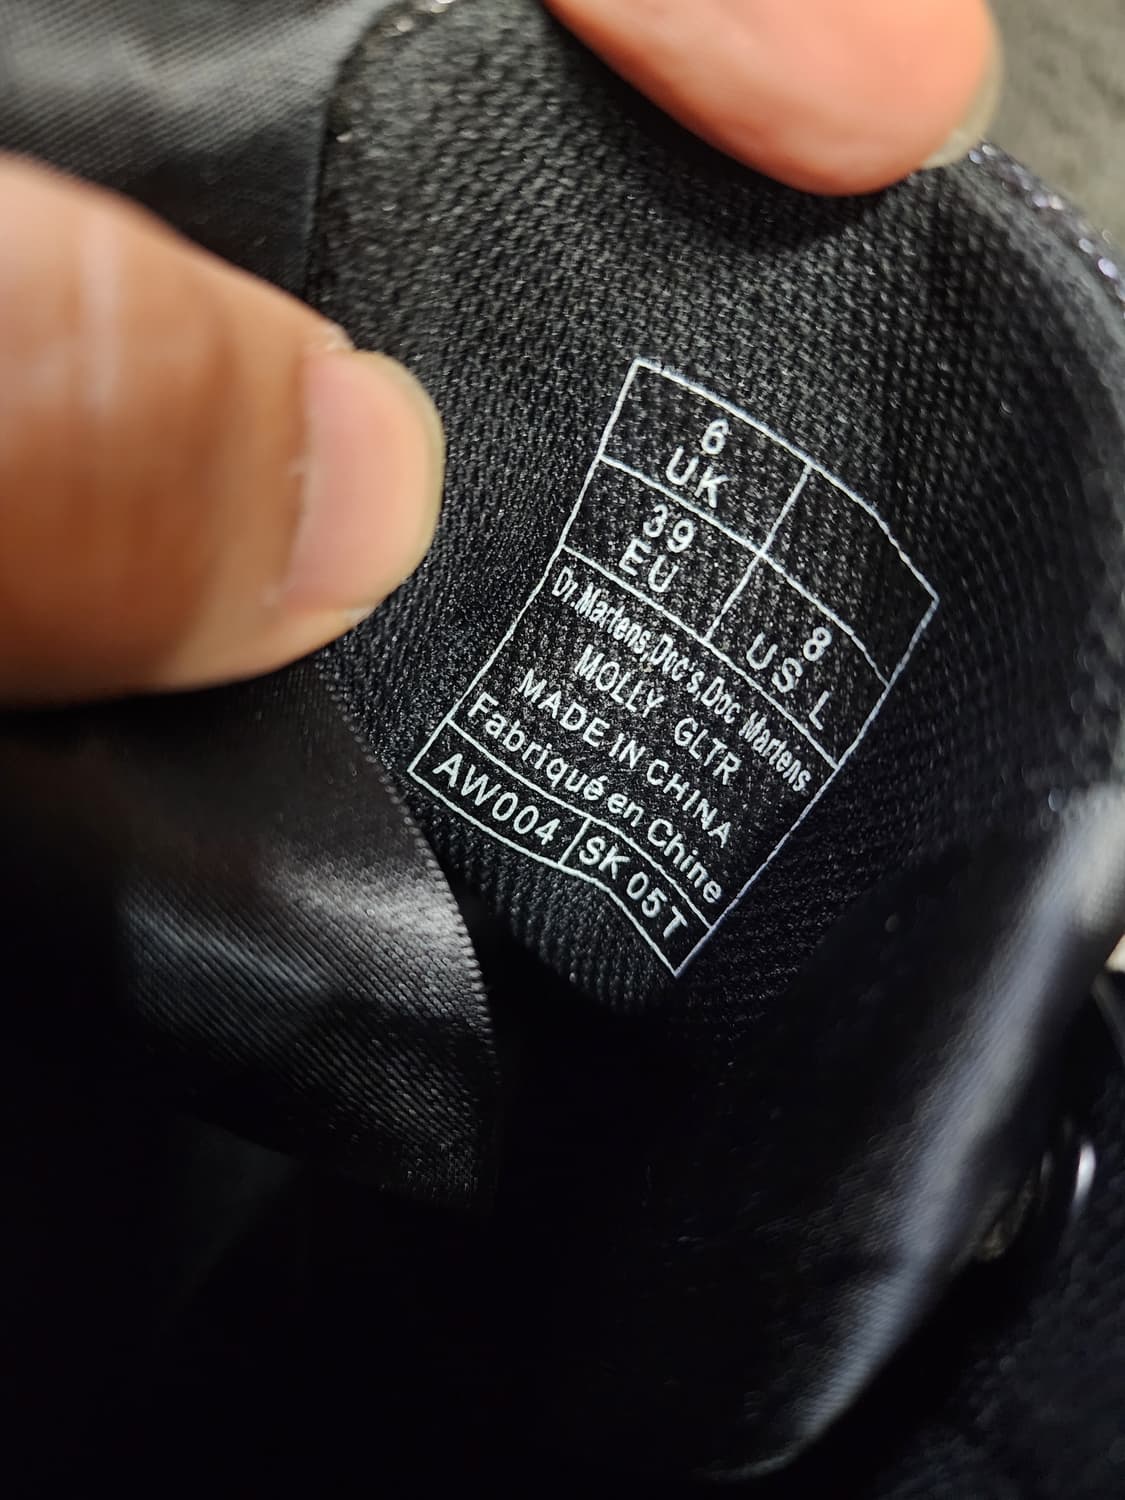 6
UK
39
EU
8
US L
Dr.Martens.Doc's.Doc Martens
MOLLY GLTR
MADE IN CHINA
Fabriqué en Chine
AW004 SK 05T